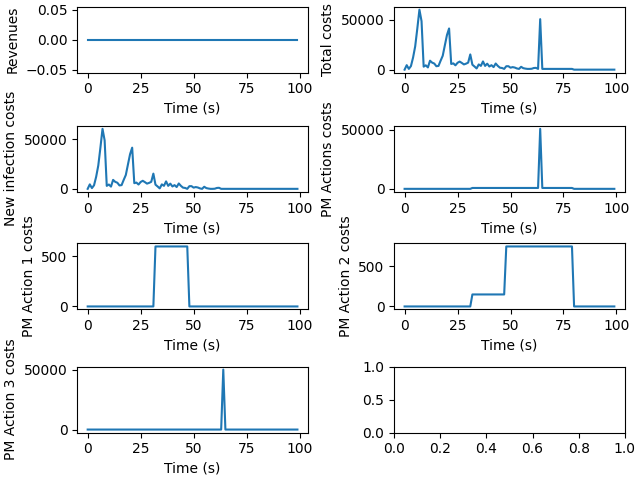 Revenues
0.05
0.00
−0.05
0 25 50 75 100
Time (s)
Total costs
50000
0
0 25 50 75 100
Time (s)
New infection costs
50000
0
0 25 50 75 100
Time (s)
PM Actions costs
50000
0
0 25 50 75 100
Time (s)
PM Action 1 costs
500
0
0 25 50 75 100
Time (s)
PM Action 2 costs
500
0
0 25 50 75 100
Time (s)
PM Action 3 costs
50000
0
0 25 50 75 100
Time (s)
1.0
0.5
0.0
0.0 0.2 0.4 0.6 0.8 1.0